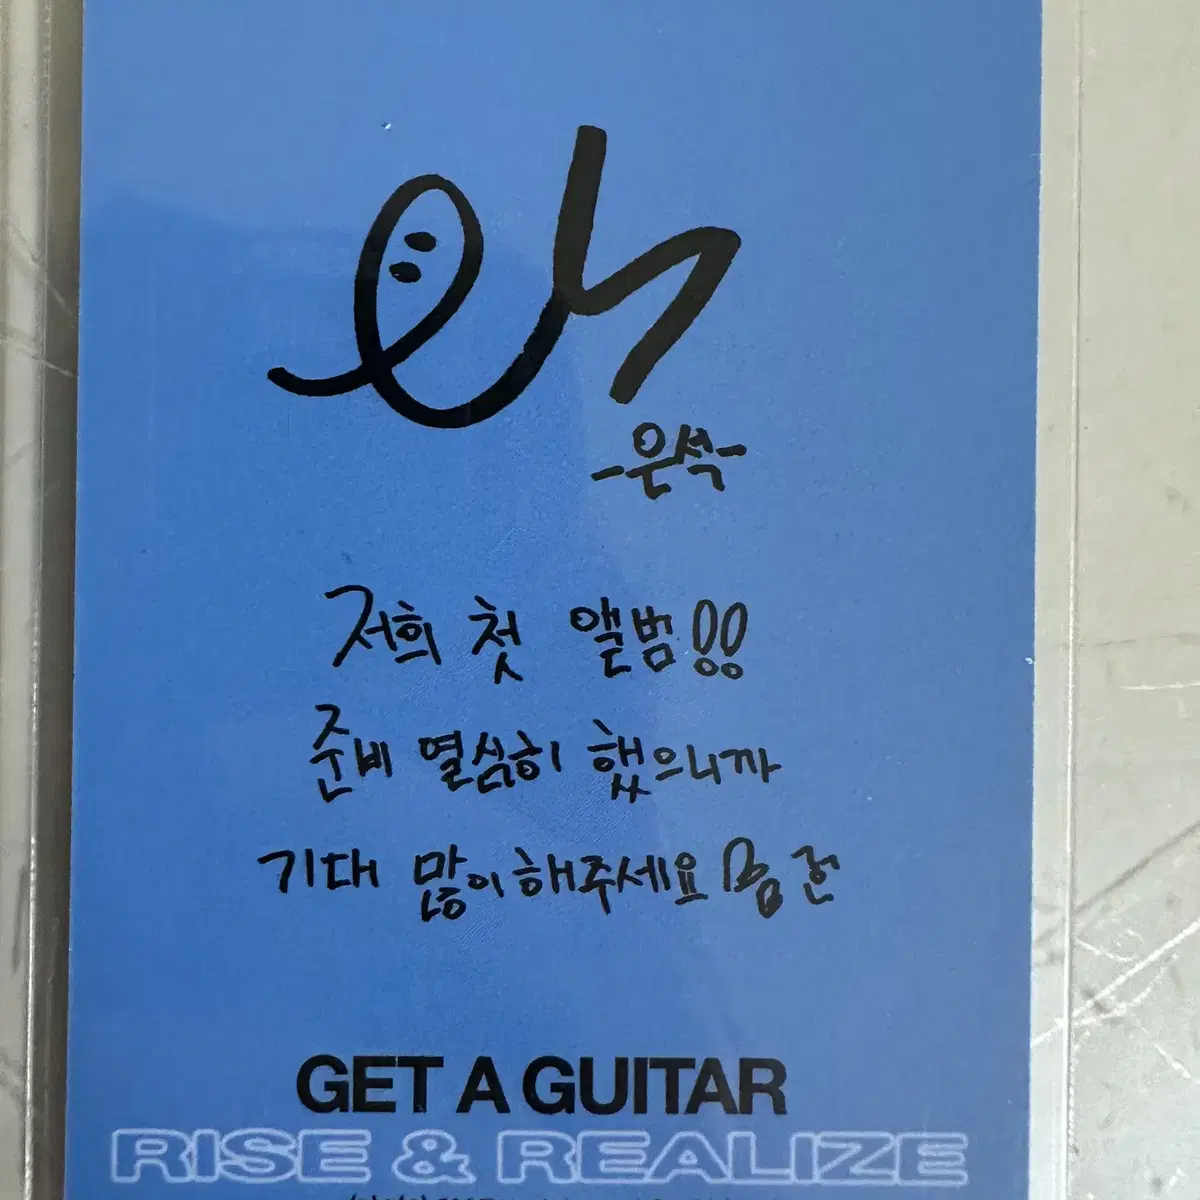 -은석-
저희 첫 앨범!!
준비 열심히 했으니까
기대 많이해주세요
GET A GUITAR
RISE & REALIZE